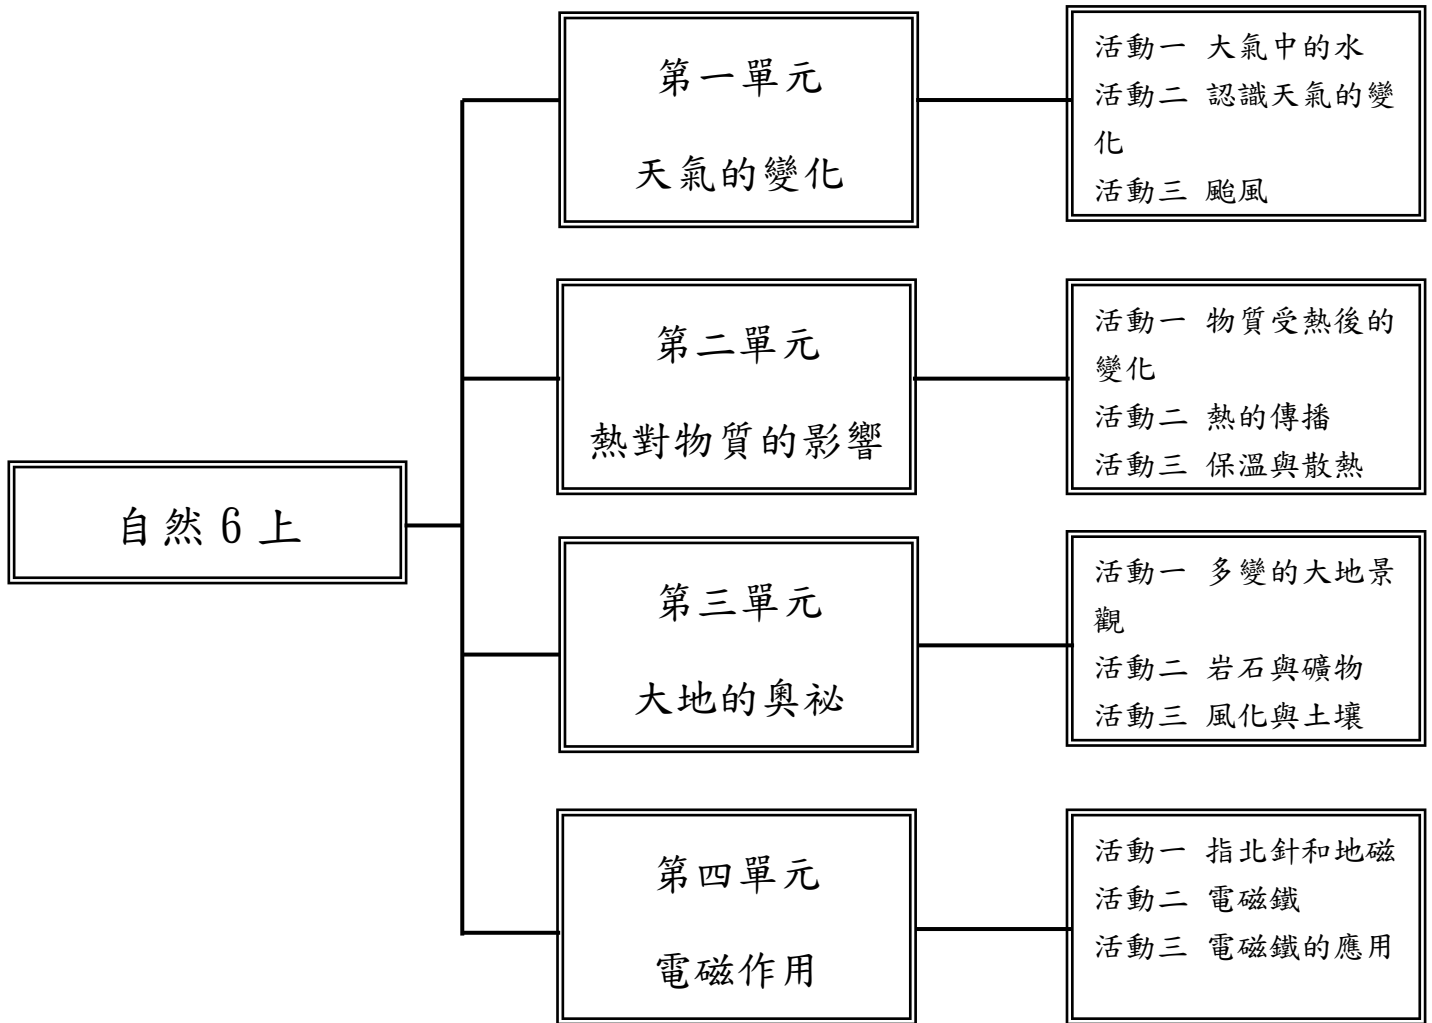 自然 6 上
第一單元
天氣的變化
活動一 大氣中的水
活動二 認識天氣的變
化
活動三 颱風
第二單元
熱對物質的影響
活動一 物質受熱後的
變化
活動二 熱的傳播
活動三 保溫與散熱
第三單元
大地的奧祕
活動一 多變的大地景
觀
活動二 岩石與礦物
活動三 風化與土壤
第四單元
電磁作用
活動一 指北針和地磁
活動二 電磁鐵
活動三 電磁鐵的應用